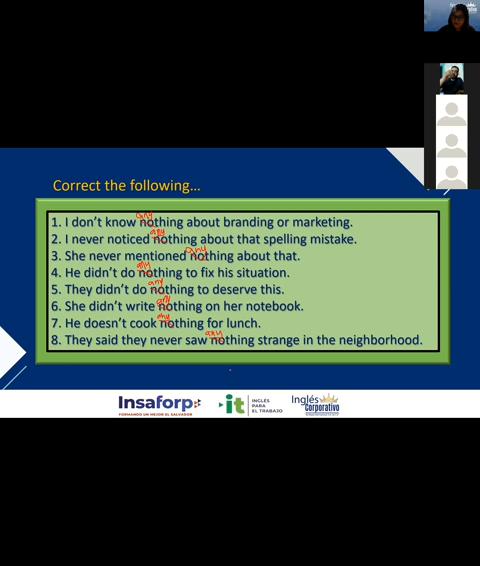 Correct the following...
any
1. I don't know nothing about branding or marketing.
any
2. I never noticed nothing about that spelling mistake.
any
3. She never mentioned nothing about that.
any
4. He didn't do nothing to fix his situation.
any
5. They didn't do nothing to deserve this.
any
6. She didn't write nothing on her notebook.
any
7. He doesn't cook nothing for lunch.
any
8. They said they never saw nothing strange in the neighborhood.
Insaforp
FORMANDO UN MEJOR EL SALVADOR
it
INGLÉS
PARA
EL TRABAJO
Inglés
Corporativo